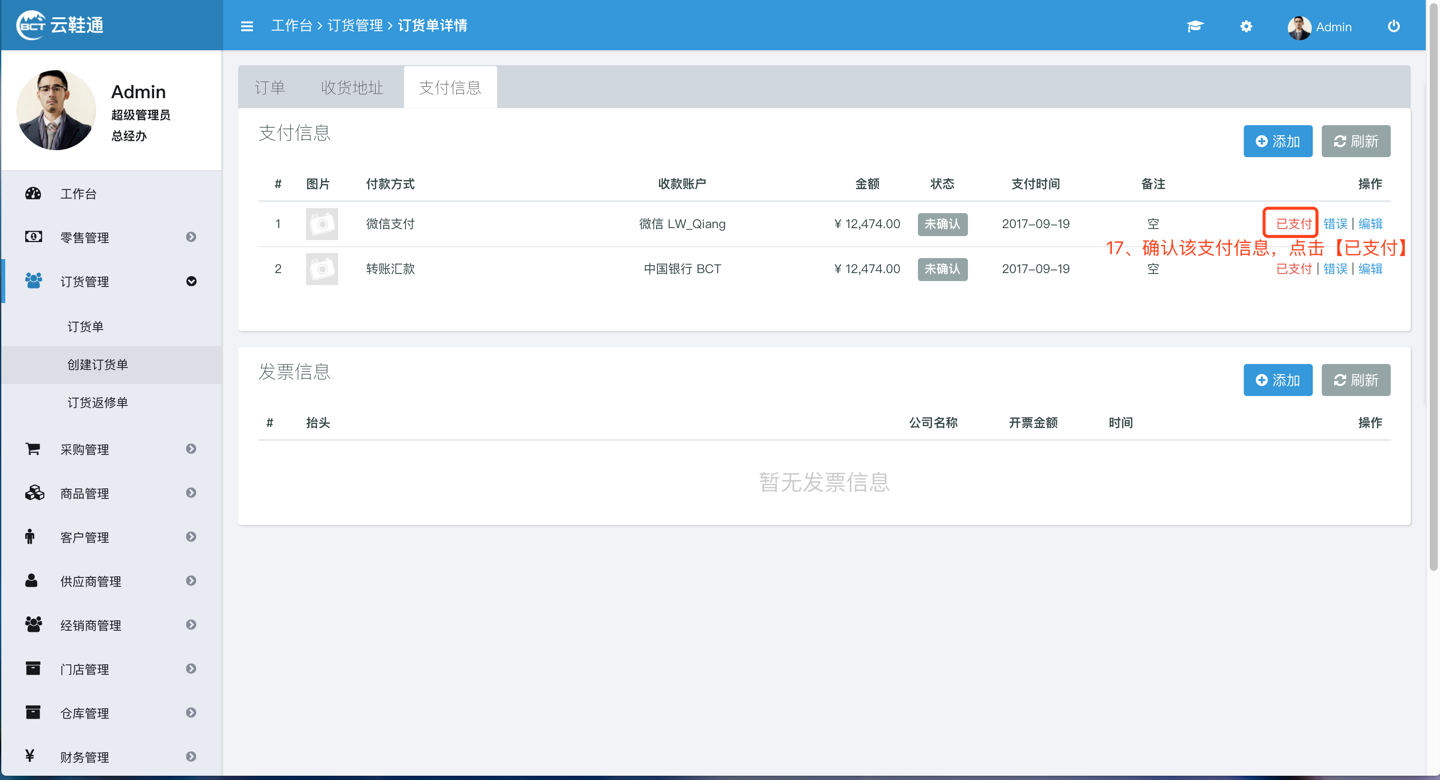 BCT 云鞋通
工作台 > 订货管理 > 订货单详情
Admin
Admin
超级管理员
总经办
工作台
零售管理
订货管理
订货单
创建订货单
订货返修单
采购管理
商品管理
客户管理
供应商管理
经销商管理
门店管理
仓库管理
¥ 财务管理
订单 收货地址 支付信息
支付信息
添加 刷新
# 图片 付款方式 收款账户 金额 状态 支付时间 备注 操作
1 微信支付 微信 LW_Qiang ¥ 12,474.00 未确认 2017-09-19 空 已支付 错误 | 编辑
17、确认该支付信息，点击【已支付】
2 转账汇款 中国银行 BCT ¥ 12,474.00 未确认 2017-09-19 空 已支付 | 错误 | 编辑
发票信息
添加 刷新
# 抬头 公司名称 开票金额 时间 操作
暂无发票信息